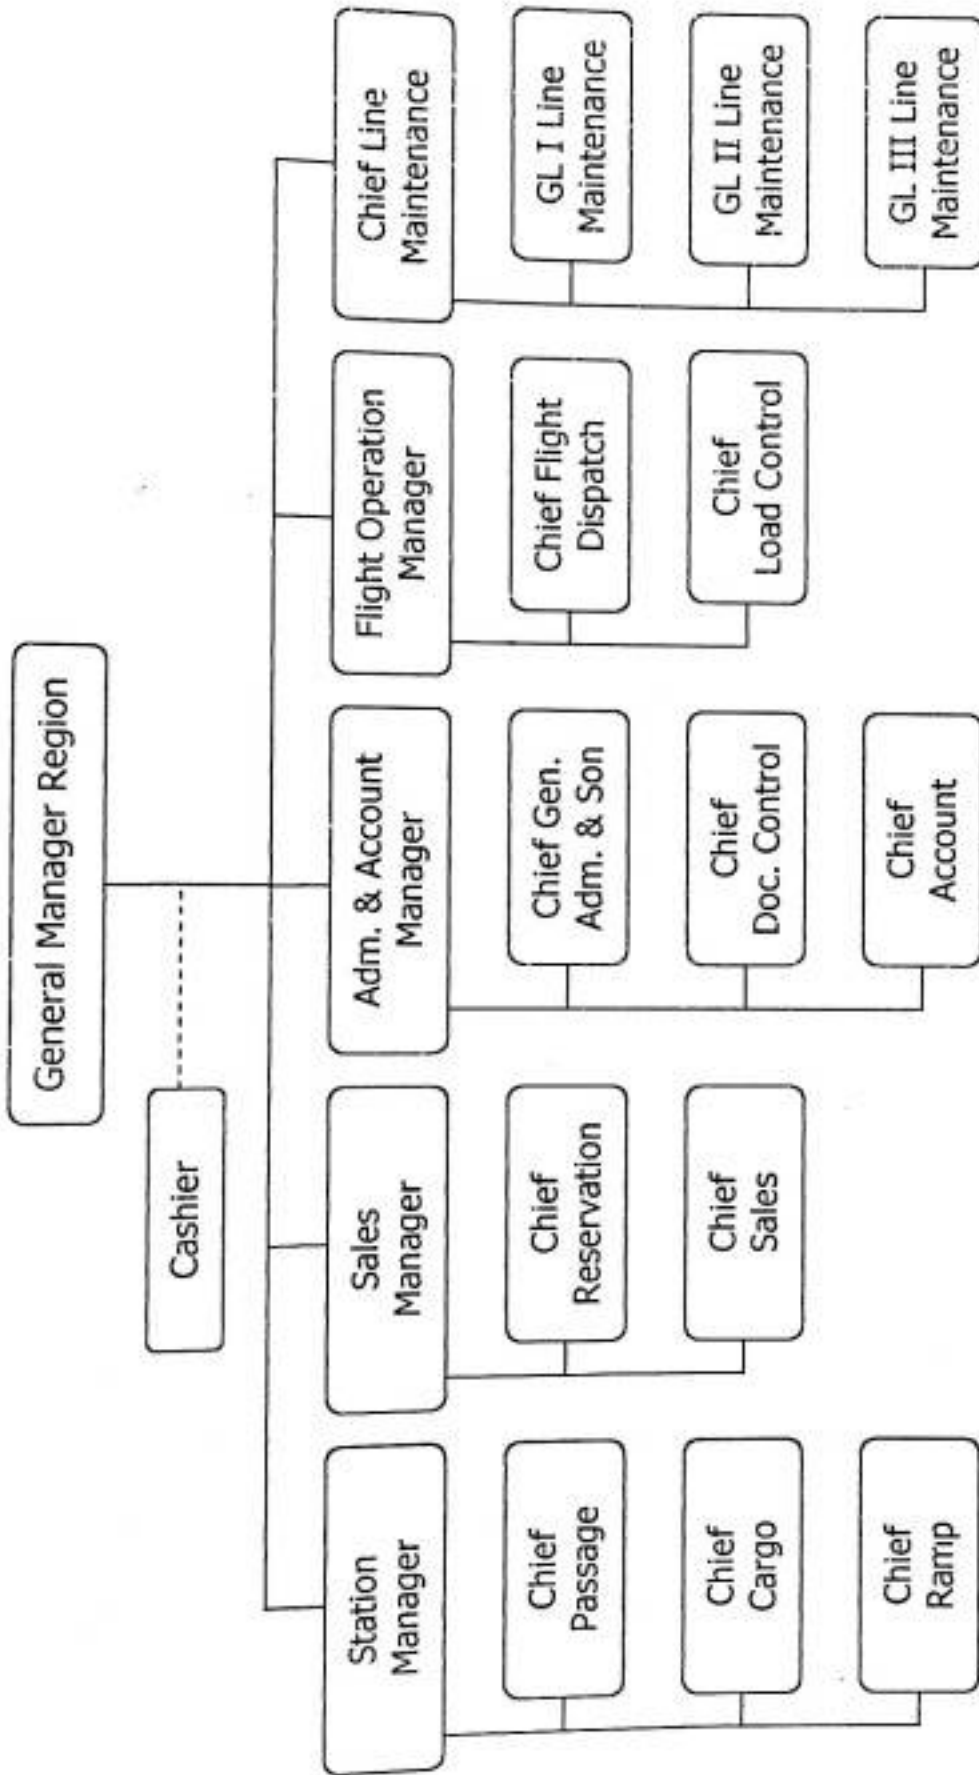 General Manager Region
Cashier
Station
Manager
Sales
Manager
Adm. & Account
Manager
Flight Operation
Manager
Chief Line
Maintenance
Chief
Passage
Chief
Reservation
Chief Gen.
Adm. & Son
Chief Flight
Dispatch
GL I Line
Maintenance
Chief
Cargo
Chief
Sales
Chief
Doc. Control
Chief
Load Control
GL II Line
Maintenance
Chief
Ramp
Chief
Account
GL III Line
Maintenance